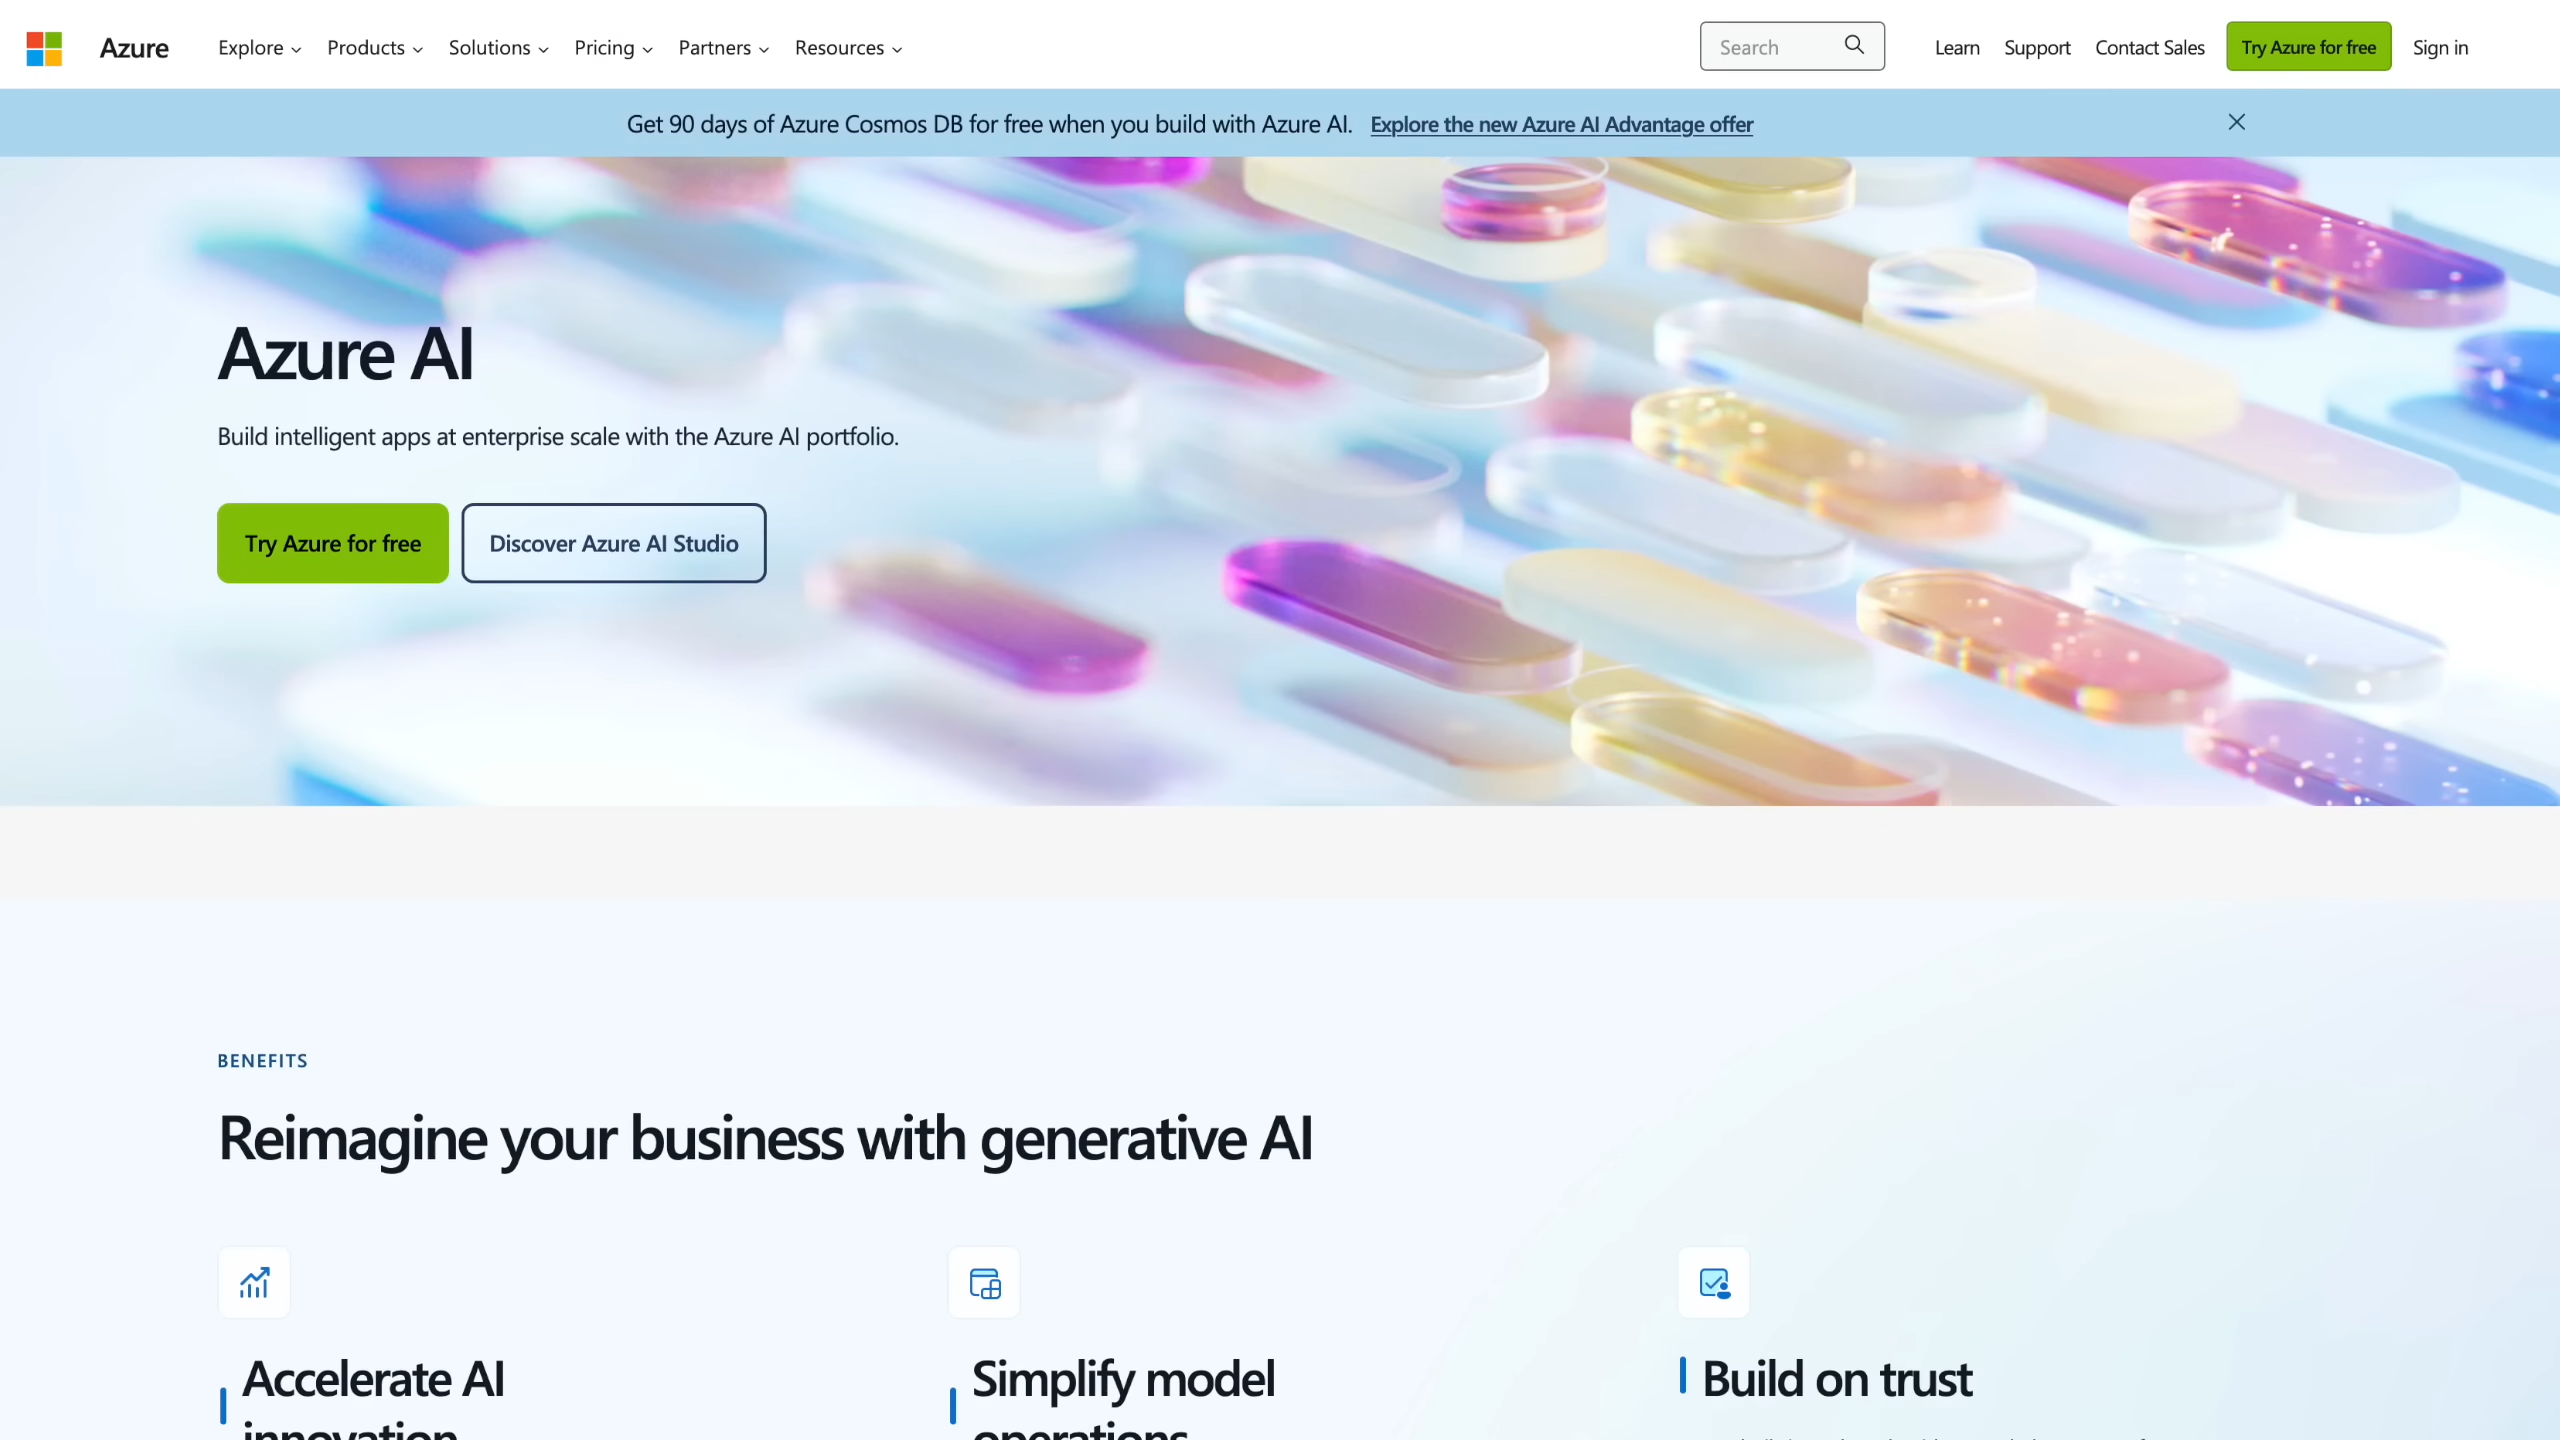 Azure
Explore
Products
Solutions
Pricing
Partners
Resources
Search
Learn
Support
Contact Sales
Try Azure for free
Sign in
Get 90 days of Azure Cosmos DB for free when you build with Azure AI. Explore the new Azure AI Advantage offer
Azure AI
Build intelligent apps at enterprise scale with the Azure AI portfolio.
Try Azure for free
Discover Azure AI Studio
BENEFITS
Reimagine your business with generative AI
Accelerate AI
innovation
Simplify model
operations
Build on trust